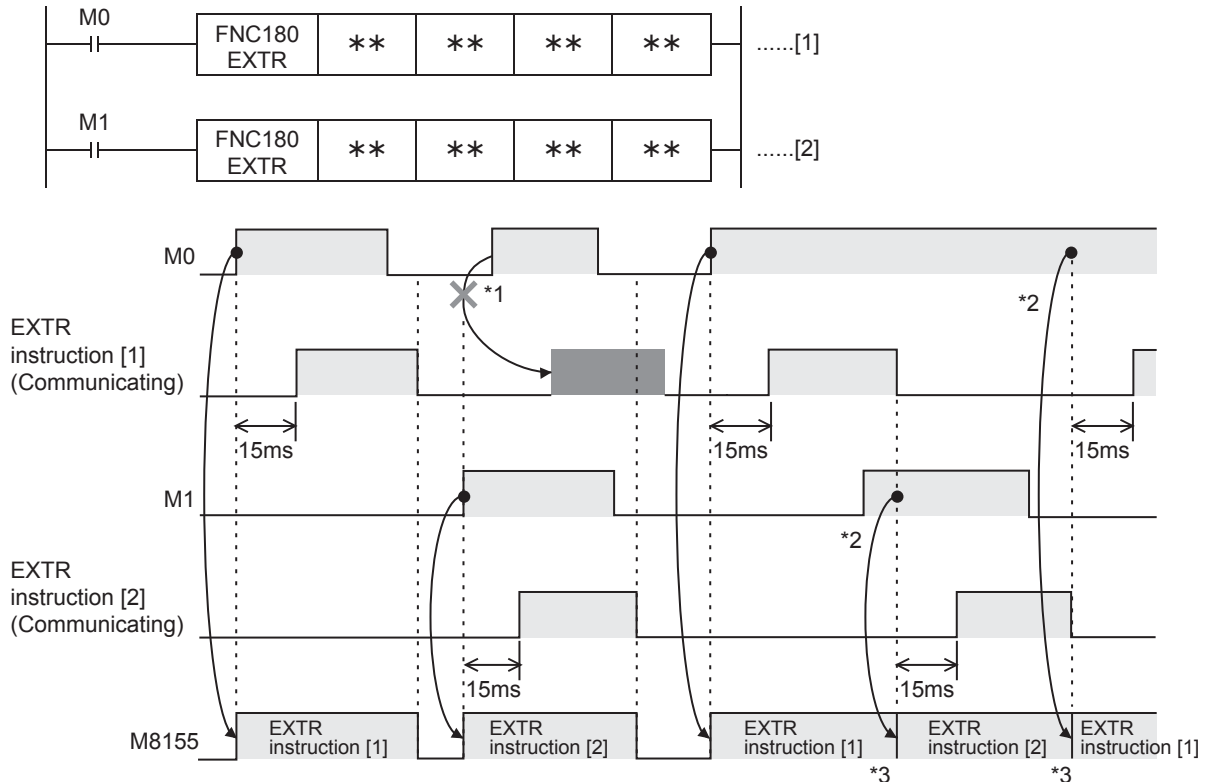 M0
FNC180
EXTR
** ** ** **
......[1]
M1
FNC180
EXTR
** ** ** **
......[2]
M0
*1
*2
EXTR
instruction [1]
(Communicating)
15ms
15ms
15ms
M1
*2
EXTR
instruction [2]
(Communicating)
15ms
15ms
M8155
EXTR
instruction [1]
EXTR
instruction [2]
EXTR
instruction [1]
EXTR
instruction [2]
EXTR
instruction [1]
*3
*3